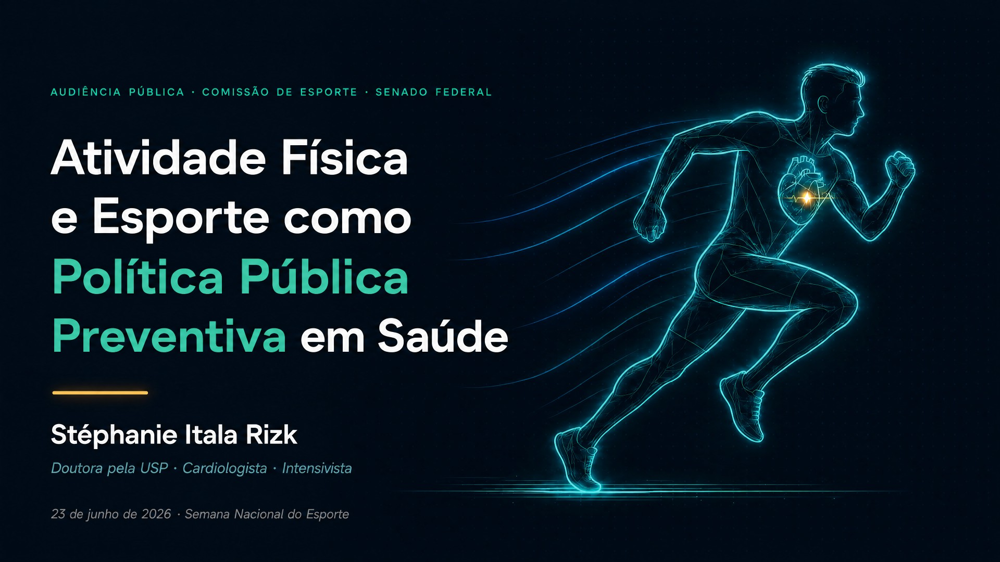 AUDIÊNCIA PÚBLICA · COMISSÃO DE ESPORTE · SENADO FEDERAL
Atividade Física
e Esporte como
Política Pública
Preventiva em Saúde
Stéphanie Itala Rizk
Doutora pela USP · Cardiologista · Intensivista
23 de junho de 2026 · Semana Nacional do Esporte